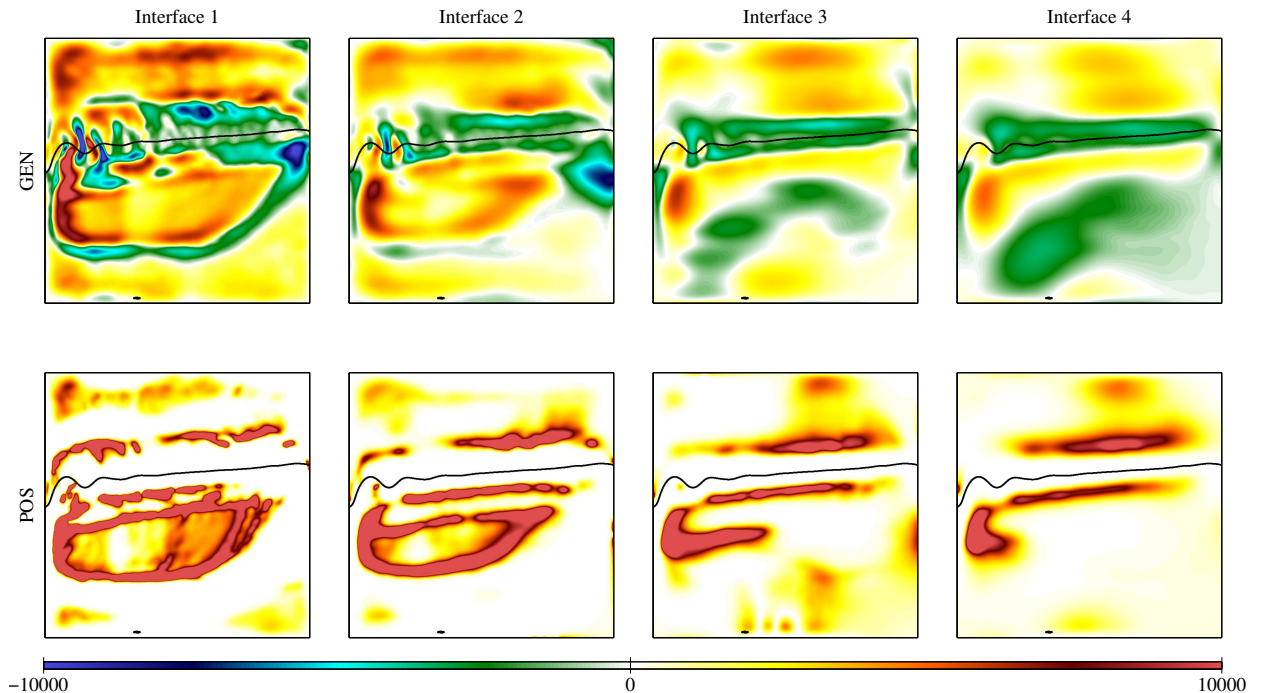 Interface 1 Interface 2 Interface 3 Interface 4
GEN
POS
−10000 0 10000